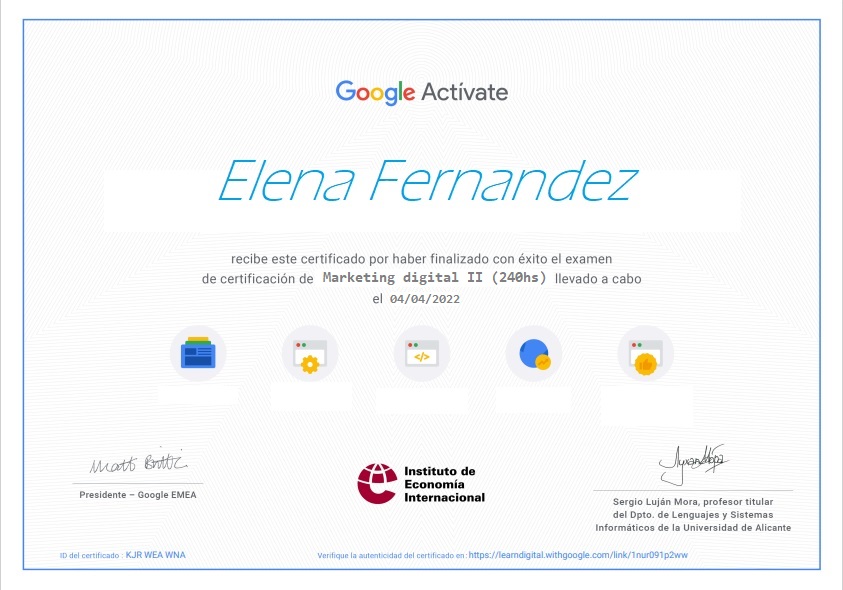 Google Actívate
Elena Fernandez
recibe este certificado por haber finalizado con éxito el examen
de certificación de Marketing digital II (240hs) llevado a cabo
el 04/04/2022
</>
Matt Brittin
Presidente – Google EMEA
Instituto de
Economía
Internacional
Sergio Luján Mora, profesor titular
del Dpto. de Lenguajes y Sistemas
Informáticos de la Universidad de Alicante
ID del certificado : KJR WEA WNA
Verifique la autenticidad del certificado en: https://learndigital.withgoogle.com/link/1nur091p2ww